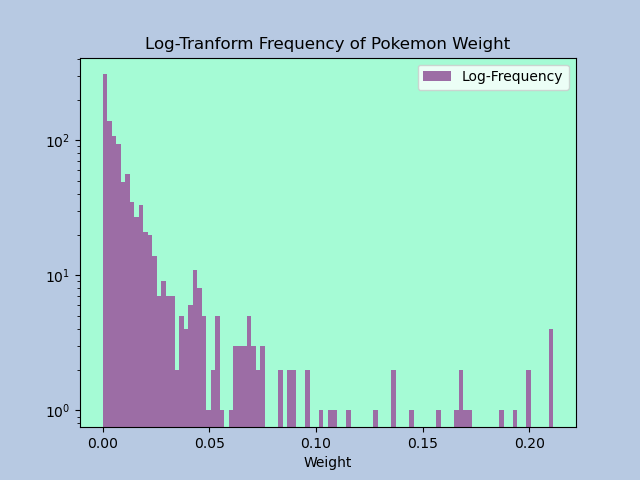 Log-Tranform Frequency of Pokemon Weight
Log-Frequency
10²
10¹
10⁰
0.00 0.05 0.10 0.15 0.20
Weight